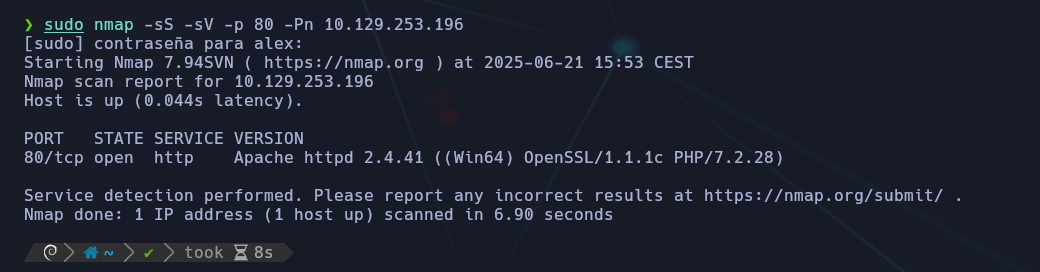 ❯ sudo nmap -sS -sV -p 80 -Pn 10.129.253.196
[sudo] contraseña para alex:
Starting Nmap 7.94SVN ( https://nmap.org ) at 2025-06-21 15:53 CEST
Nmap scan report for 10.129.253.196
Host is up (0.044s latency).
PORT   STATE SERVICE VERSION
80/tcp open  http    Apache httpd 2.4.41 ((Win64) OpenSSL/1.1.1c PHP/7.2.28)
Service detection performed. Please report any incorrect results at https://nmap.org/submit/ .
Nmap done: 1 IP address (1 host up) scanned in 6.90 seconds
~ ✔ took 8s